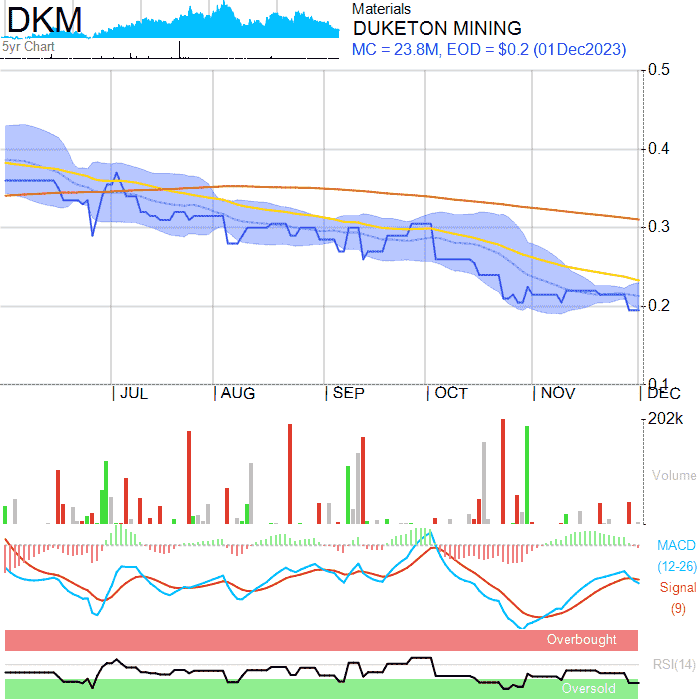 DKM
5yr Chart
Materials
DUKETON MINING
MC = 23.8M, EOD = $0.2 (01Dec2023)
0.5
0.4
0.3
0.2
0.1
JUL AUG SEP OCT NOV DEC
202k
Volume
MACD
(12-26)
Signal
(9)
Overbought
RSI(14)
Oversold